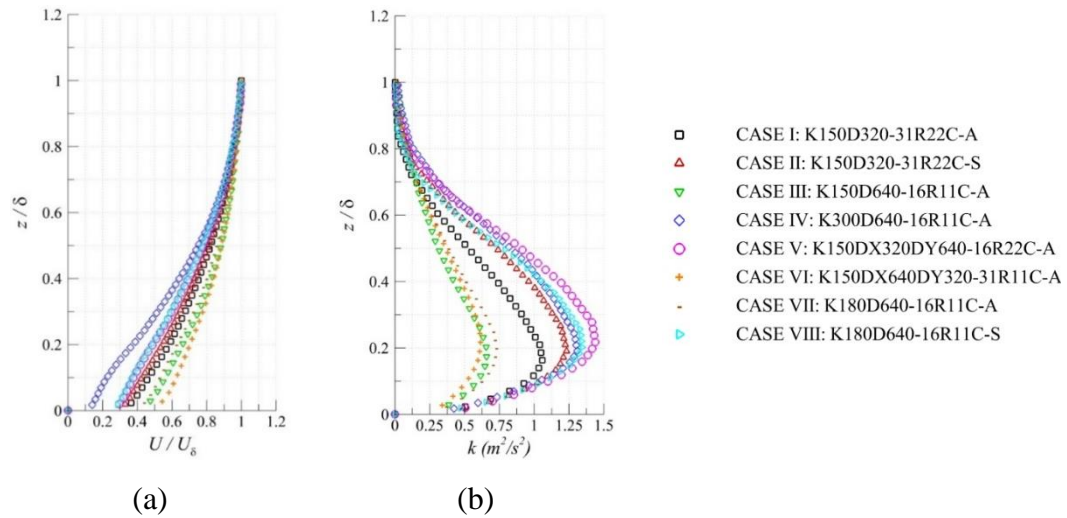 1.2
1
0.8
0.6
0.4
0.2
0
z / δ
0 0.2 0.4 0.6 0.8 1 1.2
U / U_δ
(a)
1.2
1
0.8
0.6
0.4
0.2
0
z / δ
0 0.25 0.5 0.75 1 1.25 1.5
k (m²/s²)
(b)
CASE I: K150D320-31R22C-A
CASE II: K150D320-31R22C-S
CASE III: K150D640-16R11C-A
CASE IV: K300D640-16R11C-A
CASE V: K150DX320DY640-16R22C-A
CASE VI: K150DX640DY320-31R11C-A
CASE VII: K180D640-16R11C-A
CASE VIII: K180D640-16R11C-S